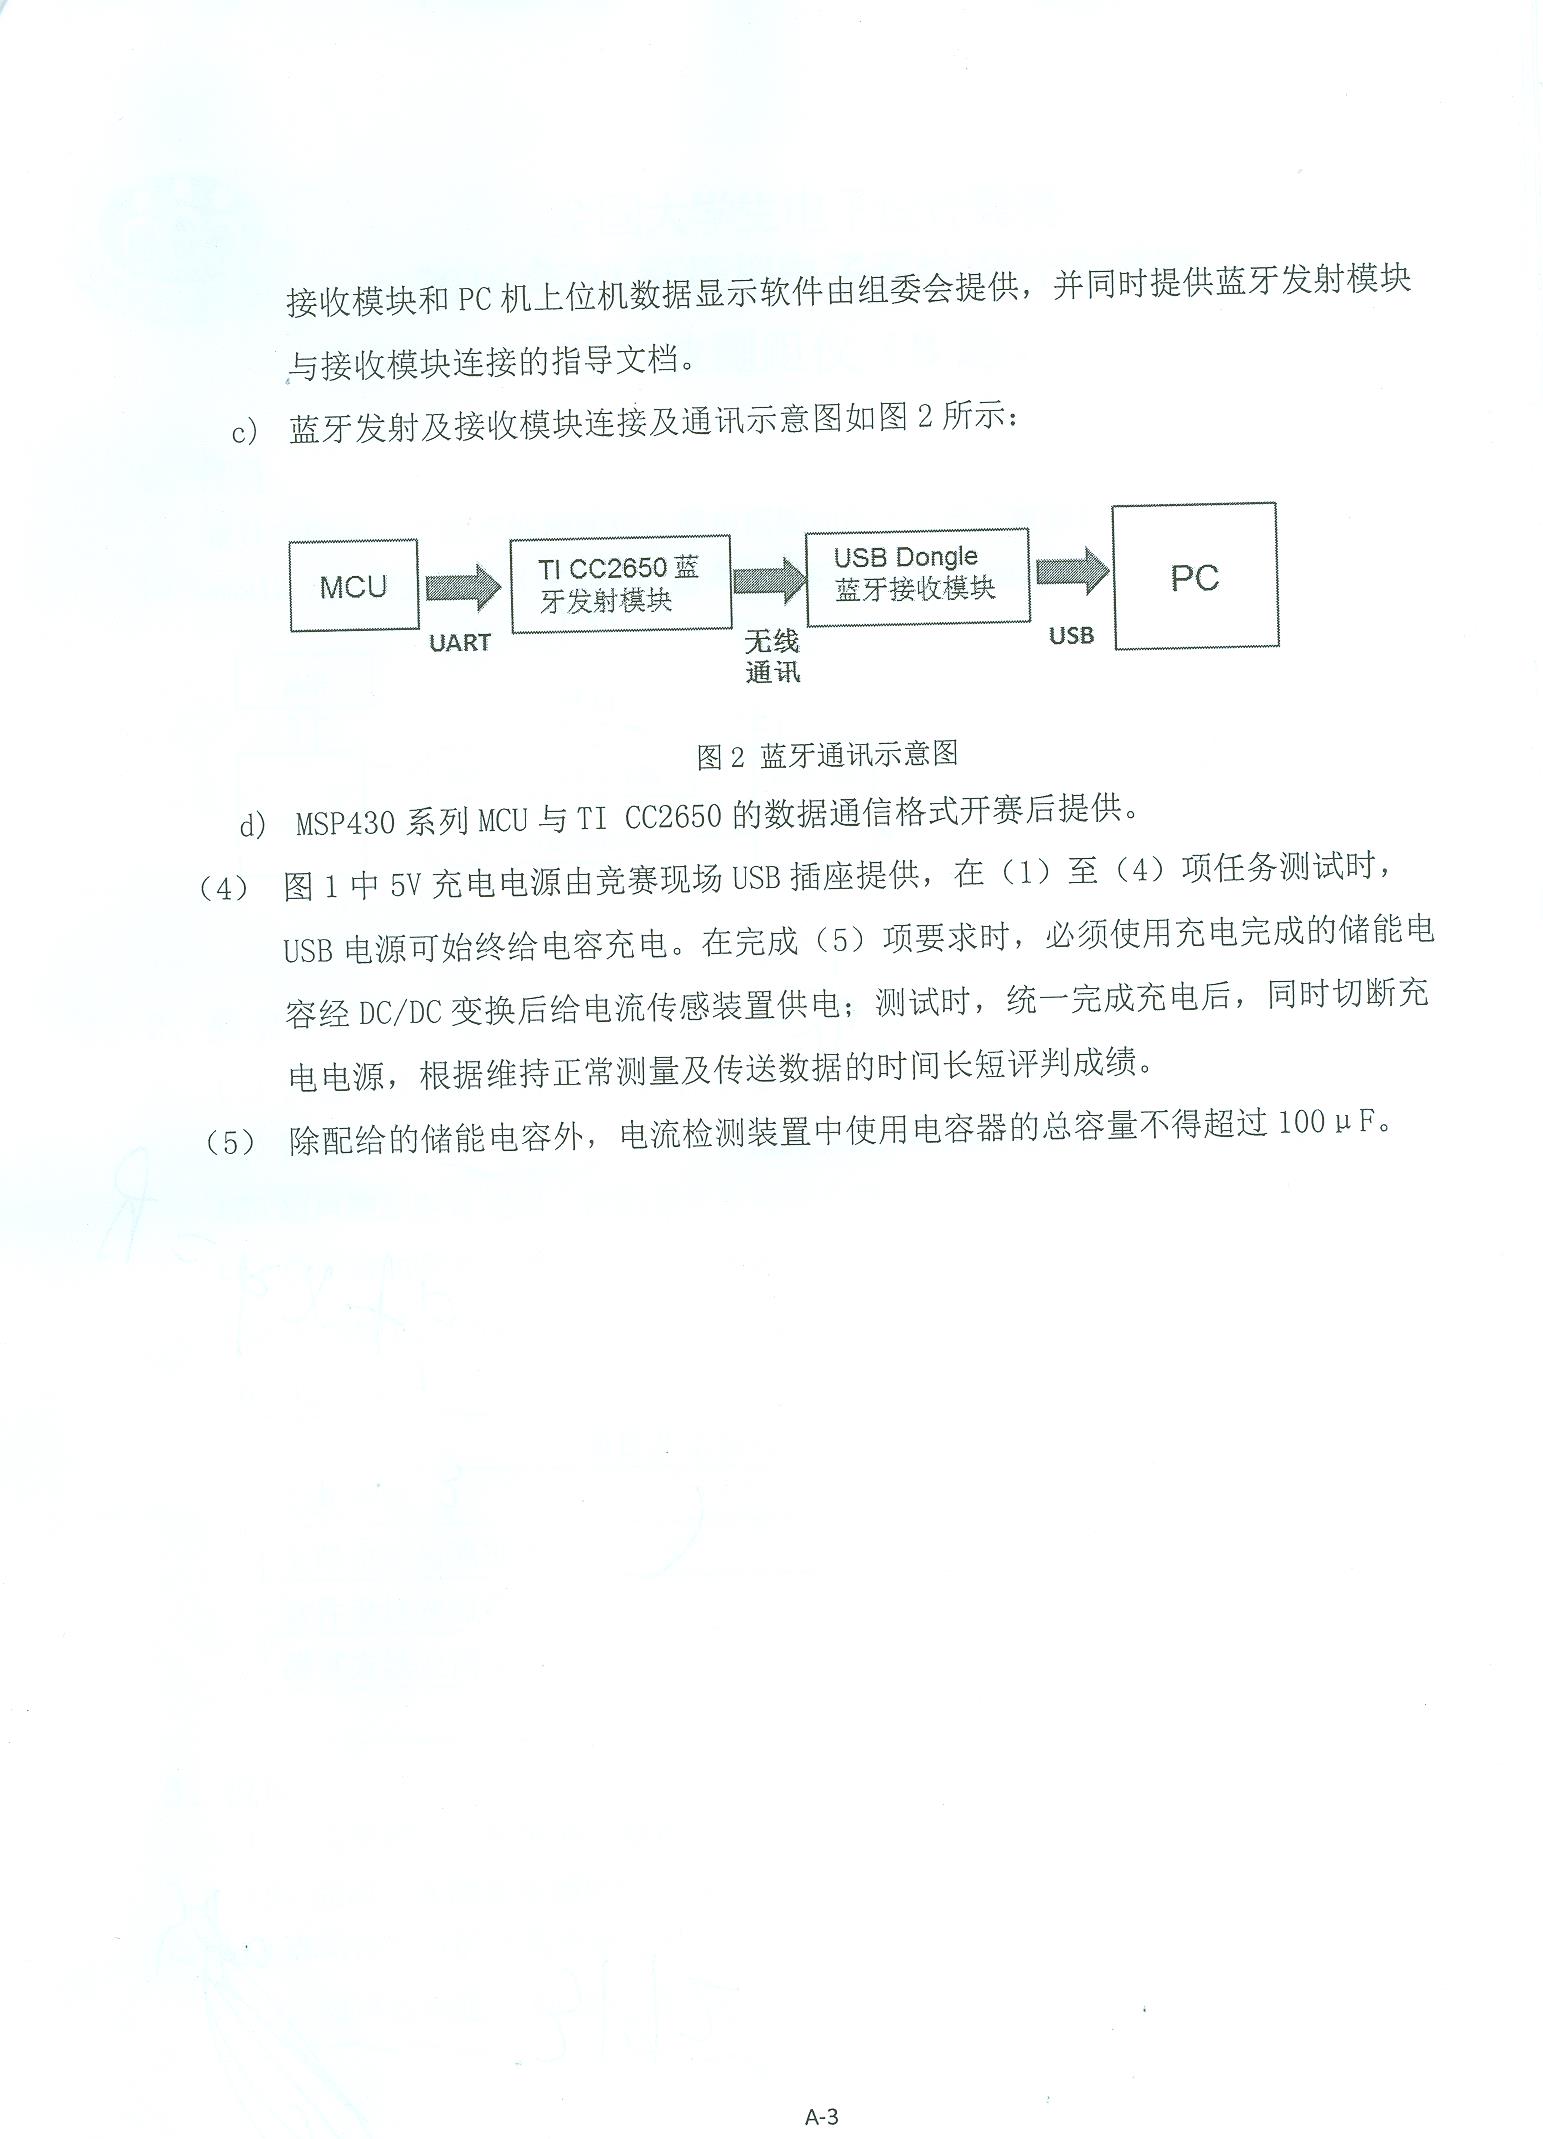 接收模块和 PC 机上位机数据显示软件由组委会提供，并同时提供蓝牙发射模块
与接收模块连接的指导文档。
c) 蓝牙发射及接收模块连接及通讯示意图如图 2 所示：
MCU
UART
TI CC2650 蓝
牙发射模块
无线
通讯
USB Dongle
蓝牙接收模块
USB
PC
图 2 蓝牙通讯示意图
d) MSP430 系列 MCU 与 TI CC2650 的数据通信格式开赛后提供。
（4） 图 1 中 5V 充电电源由竞赛现场 USB 插座提供，在（1）至（4）项任务测试时，
USB 电源可始终给电容充电。在完成（5）项要求时，必须使用充电完成的储能电
容经 DC/DC 变换后给电流传感装置供电；测试时，统一完成充电后，同时切断充
电电源，根据维持正常测量及传送数据的时间长短评判成绩。
（5） 除配给的储能电容外，电流检测装置中使用电容器的总容量不得超过 100μF。
A-3